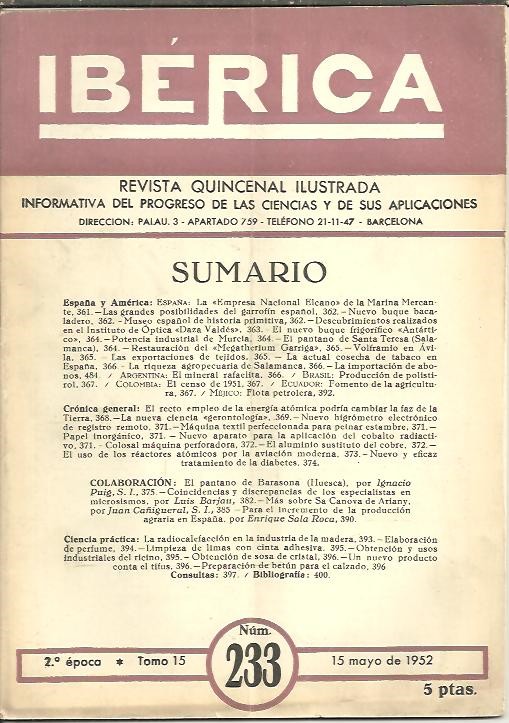 IBÉRICA
REVISTA QUINCENAL ILUSTRADA
INFORMATIVA DEL PROGRESO DE LAS CIENCIAS Y DE SUS APLICACIONES
DIRECCION: PALAU. 3 - APARTADO 759 - TELÉFONO 21-11-47 - BARCELONA
SUMARIO
España y América: ESPAÑA: La «Empresa Nacional Elcano» de la Marina Mercan-
te, 361.—Las grandes posibilidades del garrofín español, 362.—Nuevo buque baca-
ladero, 362.-Museo español de historia primitiva, 362.—Descubrimientos realizados
en el Instituto de Óptica «Daza Valdés». 363.—El nuevo buque frigorífico «Antárti-
co», 364.—Potencia industrial de Murcia, 364.—El pantano de Santa Teresa (Sala-
manca), 364.—Restauración del «Megatherium Garriga», 365.—Volframio en Ávi-
la. 365.—Las exportaciones de tejidos. 365.—La actual cosecha de tabaco en
España, 366.-La riqueza agropecuaria de Salamanca. 366.—La importación de abo-
nos, 484. / ARGENTINA: El mineral rafaelita. 366. / BRASIL: Producción de polisti-
rol, 367. / COLOMBIA: El censo de 1951. 367. / ECUADOR: Fomento de la agricultu-
ra, 367. / MÉJICO: Flota petrolera, 392.
Crónica general: El recto empleo de la energía atómica podría cambiar la faz de la
Tierra, 368.—La nueva ciencia «gerontología». 369.—Nuevo higrómetro electrónico
de registro remoto, 371.—Máquina textil perfeccionada para peinar estambre, 371.—
Papel inorgánico, 371.—Nuevo aparato para la aplicación del cobalto radiacti-
vo, 371.-Colosal máquina perforadora, 372.—El aluminio sustituto del cobre, 372.—
El uso de los réactores atómicos por la aviación moderna. 373.—Nuevo y eficaz
tratamiento de la diabetes. 374.
COLABORACIÓN: El pantano de Barasona (Huesca), por Ignacio
Puig, S. I., 375.—Coincidencias y discrepancias de los especialistas en
microsismos, por Luis Barjau, 382.—Más sobre Sa Canova de Ariany,
por Juan Cañigueral, S. I., 385—Para el incremento de la producción
agraria en España. por Enrique Sala Roca, 390.
Ciencia práctica: La radiocalefacción en la industria de la madera, 393.—Elaboración
de perfume, 394.—Limpieza de limas con cinta adhesiva. 395.—Obtención y usos
industriales del ricino, 395.—Obtención de sosa de cristal, 396.—Un nuevo producto
conta el tifus, 396.—Preparación de betún para el calzado, 396
Consultas: 397. / Bibliografía: 400.
Núm.
2.º época * Tomo 15 233 15 mayo de 1952
5 ptas.